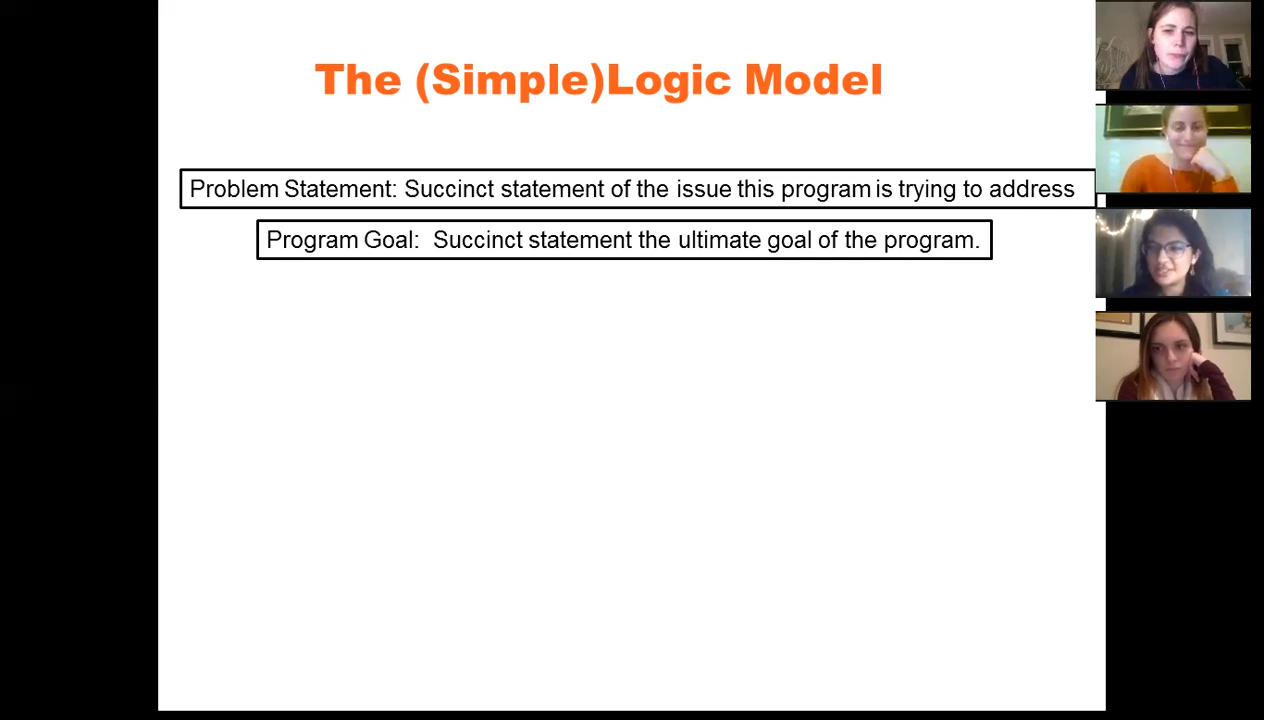 The (Simple)Logic Model
Problem Statement: Succinct statement of the issue this program is trying to address
Program Goal:  Succinct statement the ultimate goal of the program.